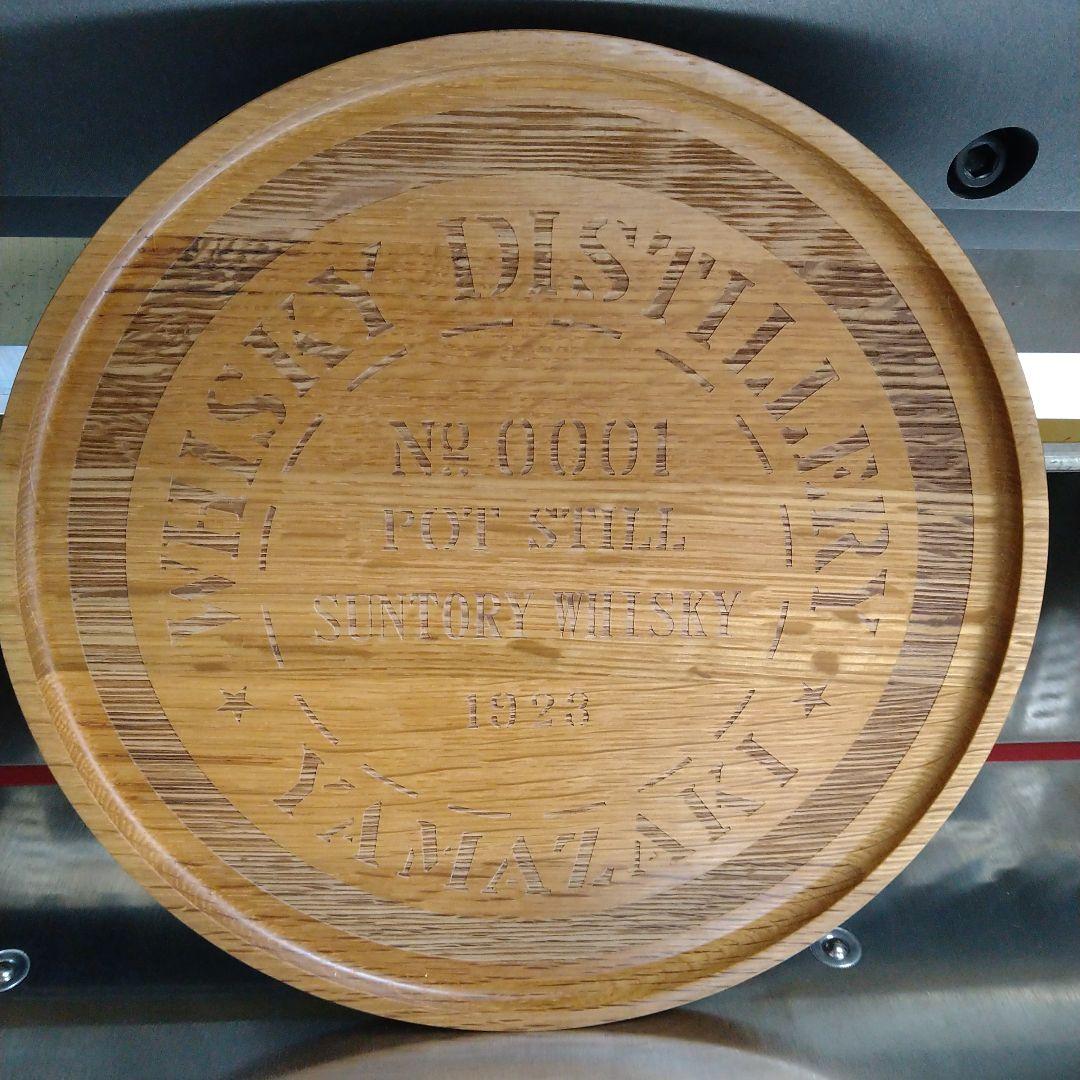 WHISKY DISTILLERY
№ 0001
POT STILL
SUNTORY WHISKY
1923
YAMAZAKI